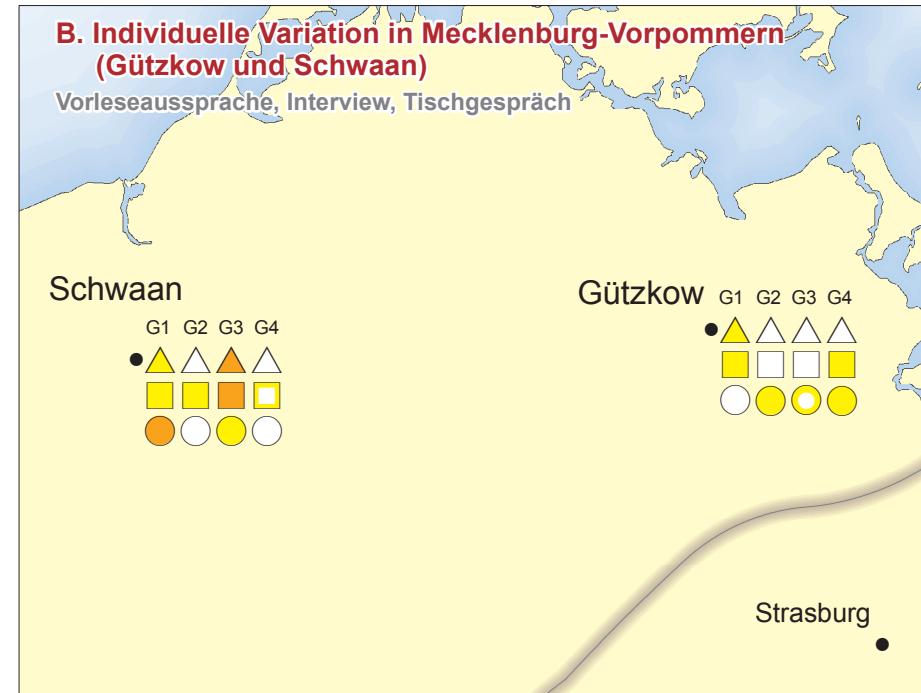 B. Individuelle Variation in Mecklenburg-Vorpommern
(Gützkow und Schwaan)
Vorleseaussprache, Interview, Tischgespräch
Schwaan
G1 G2 G3 G4
Gützkow
G1 G2 G3 G4
Strasburg